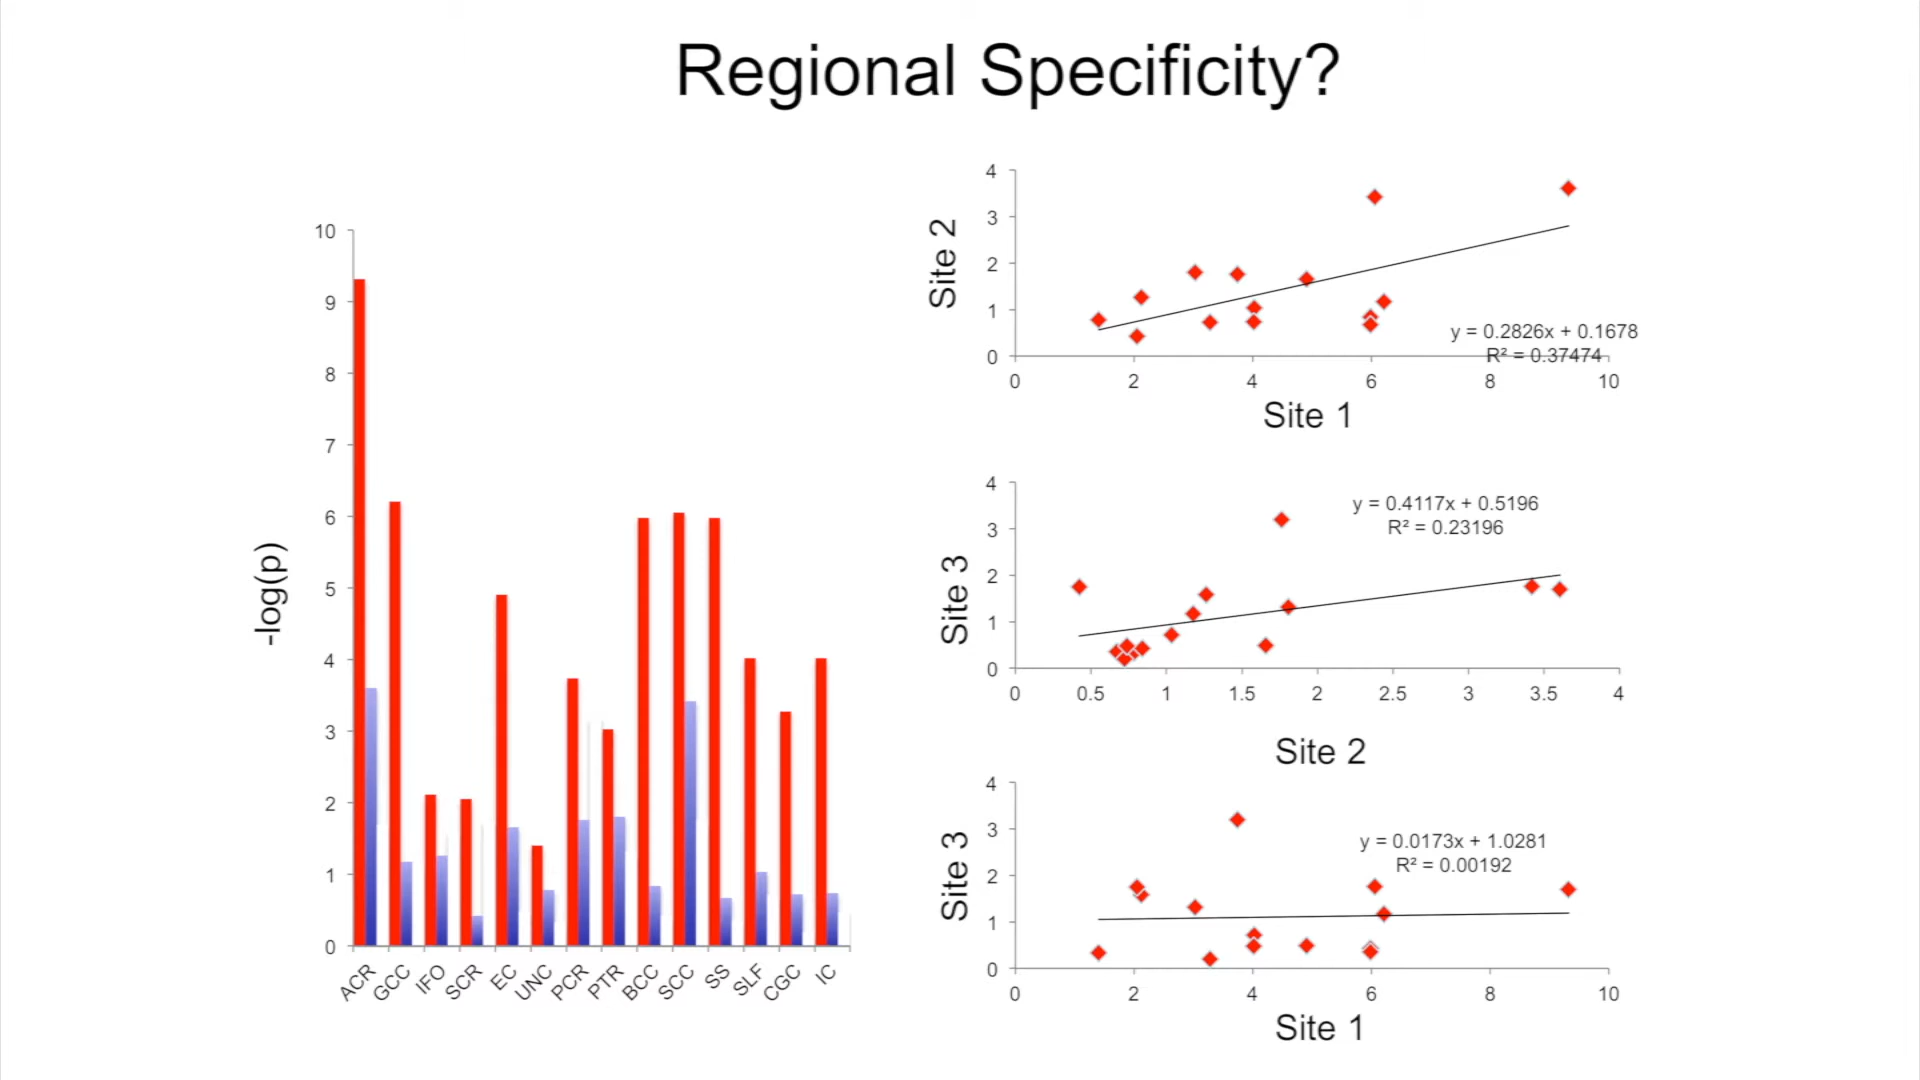 Regional Specificity?
-log(p)
10
9
8
7
6
5
4
3
2
1
0
ACR GCC IFO SCR EC UNC PCR PTR BCC SCC SS SLF CGC IC
Site 2
4
3
2
1
0
y = 0.2826x + 0.1678
R² = 0.37474
0 2 4 6 8 10
Site 1
Site 3
4
3
2
1
0
y = 0.4117x + 0.5196
R² = 0.23196
0 0.5 1 1.5 2 2.5 3 3.5 4
Site 2
Site 3
4
3
2
1
0
y = 0.0173x + 1.0281
R² = 0.00192
0 2 4 6 8 10
Site 1